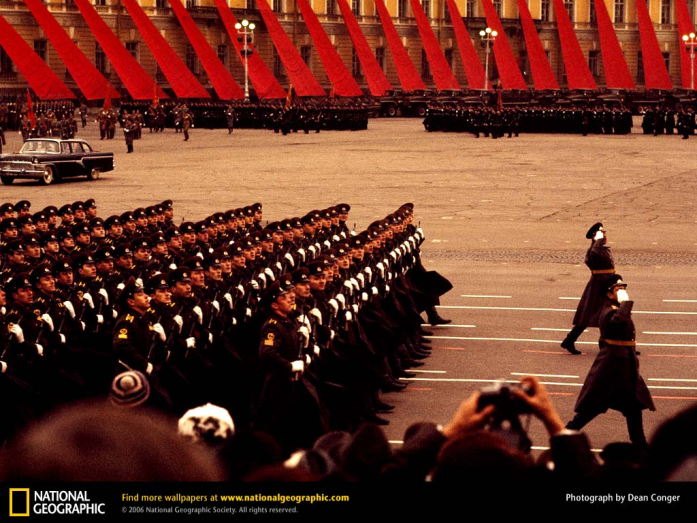 NATIONAL
GEOGRAPHIC
Find more wallpapers at www.nationalgeographic.com
© 2006 National Geographic Society. All rights reserved.
Photograph by Dean Conger